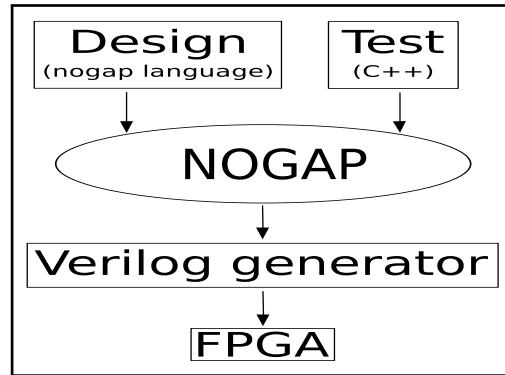 Design
(nogap language)
Test
(C++)
NOGAP
Verilog generator
FPGA